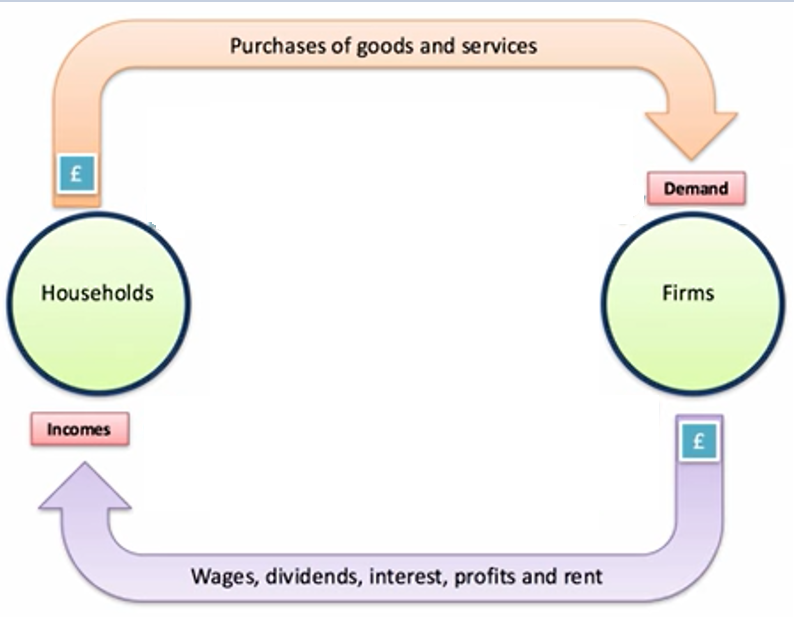 Purchases of goods and services
£
Demand
Households
Firms
Incomes
£
Wages, dividends, interest, profits and rent